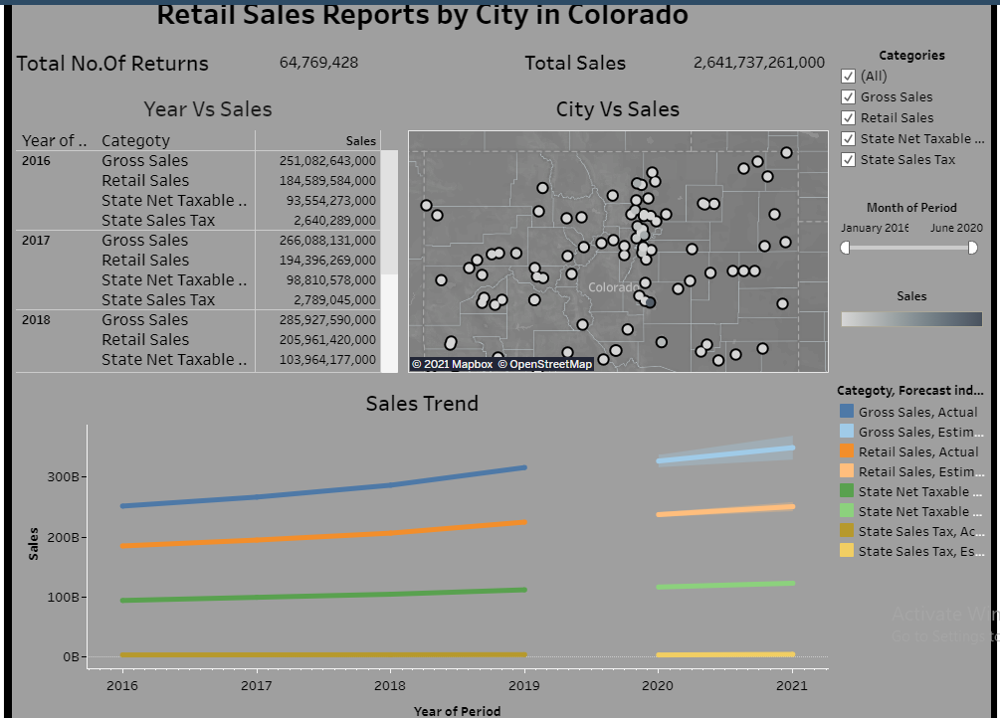 Retail Sales Reports by City in Colorado
Total No.Of Returns 64,769,428 Total Sales 2,641,737,261,000
Categories
(All)
Gross Sales
Retail Sales
State Net Taxable ...
State Sales Tax
Month of Period
January 2016 June 2020
Sales
Year Vs Sales
Year of .. Categoty Sales
2016 Gross Sales 251,082,643,000
Retail Sales 184,589,584,000
State Net Taxable .. 93,554,273,000
State Sales Tax 2,640,289,000
2017 Gross Sales 266,088,131,000
Retail Sales 194,396,269,000
State Net Taxable .. 98,810,578,000
State Sales Tax 2,789,045,000
2018 Gross Sales 285,927,590,000
Retail Sales 205,961,420,000
State Net Taxable .. 103,964,177,000
City Vs Sales
Colorado
© 2021 Mapbox © OpenStreetMap
Sales Trend
Sales
300B
200B
100B
0B
2016 2017 2018 2019 2020 2021
Year of Period
Categoty, Forecast ind...
Gross Sales, Actual
Gross Sales, Estim...
Retail Sales, Actual
Retail Sales, Estim...
State Net Taxable ...
State Net Taxable ...
State Sales Tax, Ac...
State Sales Tax, Es...
Activate Win
Go to Settings to